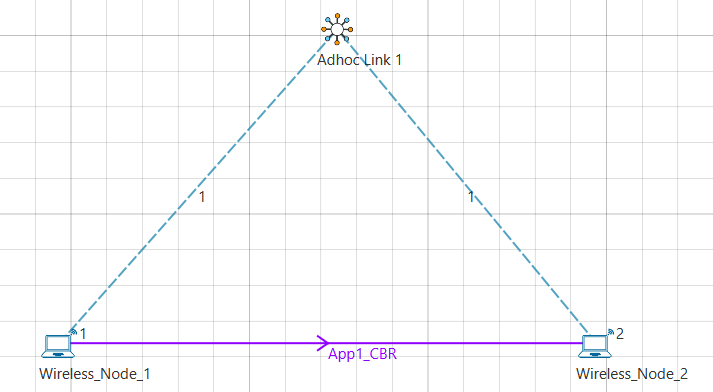 Adhoc Link 1
1
1
1
2
App1_CBR
Wireless_Node_1
Wireless_Node_2